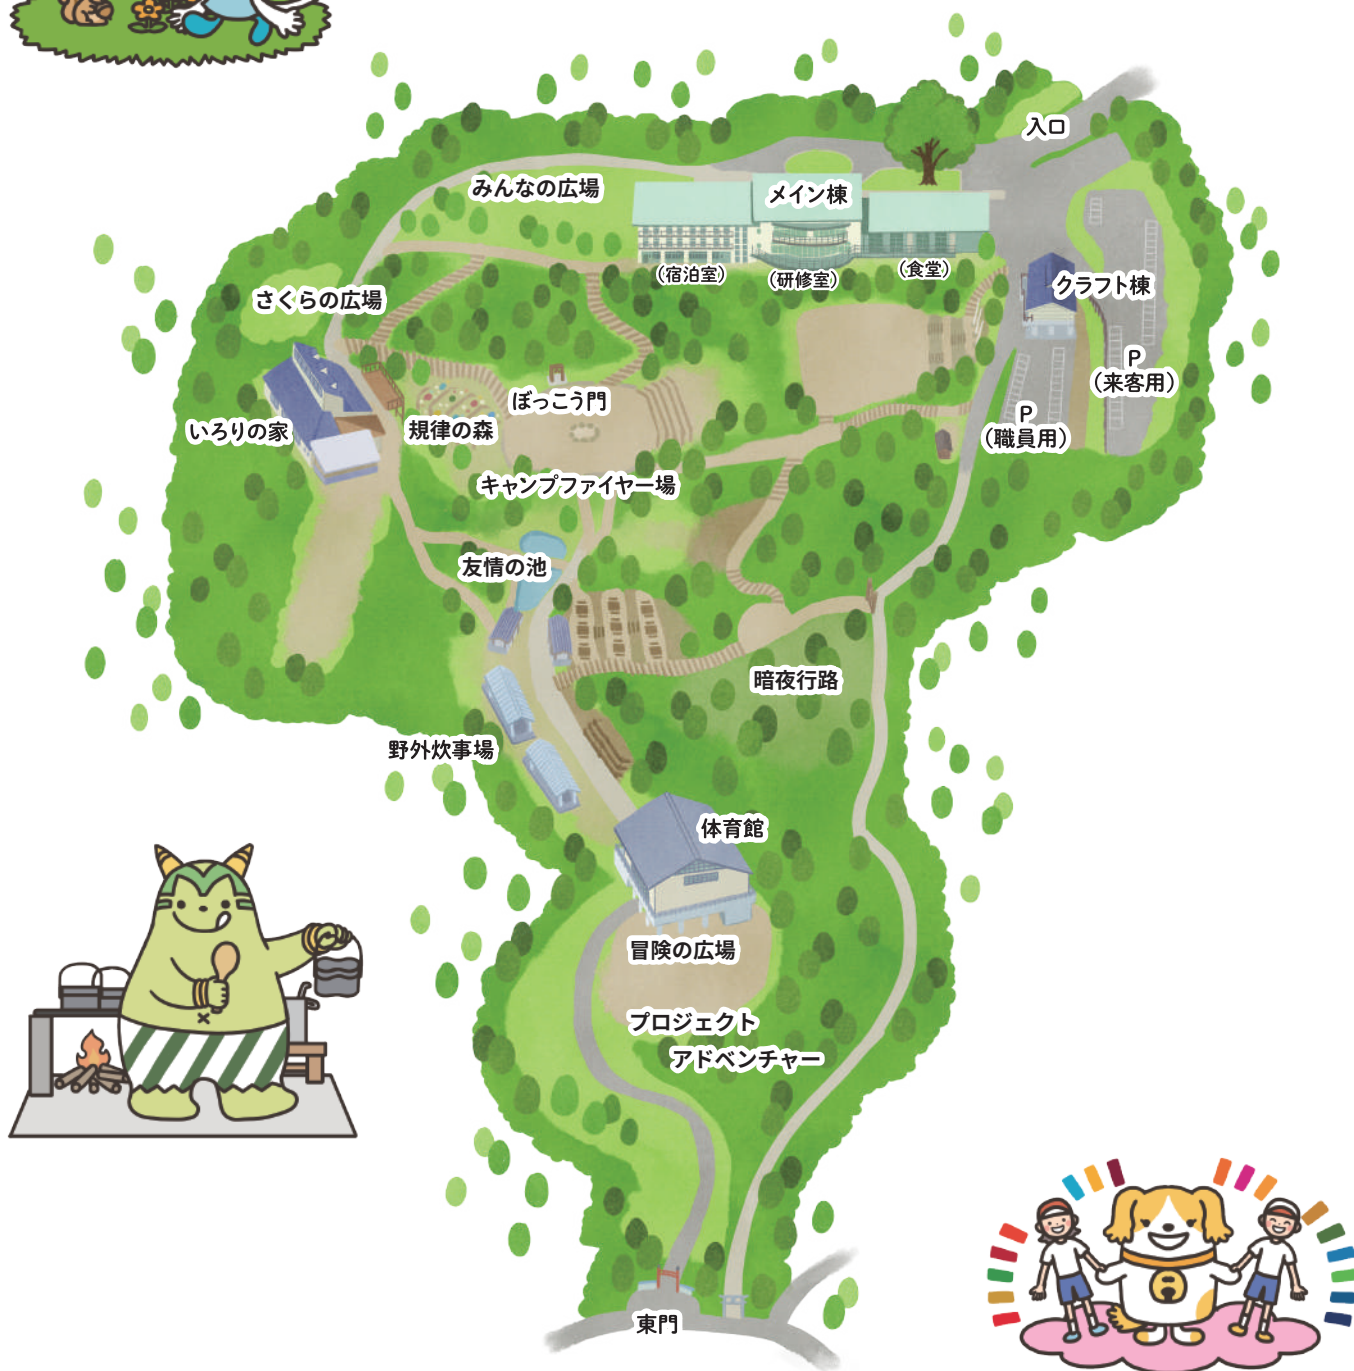 入口
みんなの広場
メイン棟
（宿泊室）
（研修室）
（食堂）
クラフト棟
さくらの広場
P
（来客用）
ぼっこう門
P
（職員用）
いろりの家
規律の森
キャンプファイヤー場
友情の池
暗夜行路
野外炊事場
体育館
冒険の広場
プロジェクト
アドベンチャー
東門